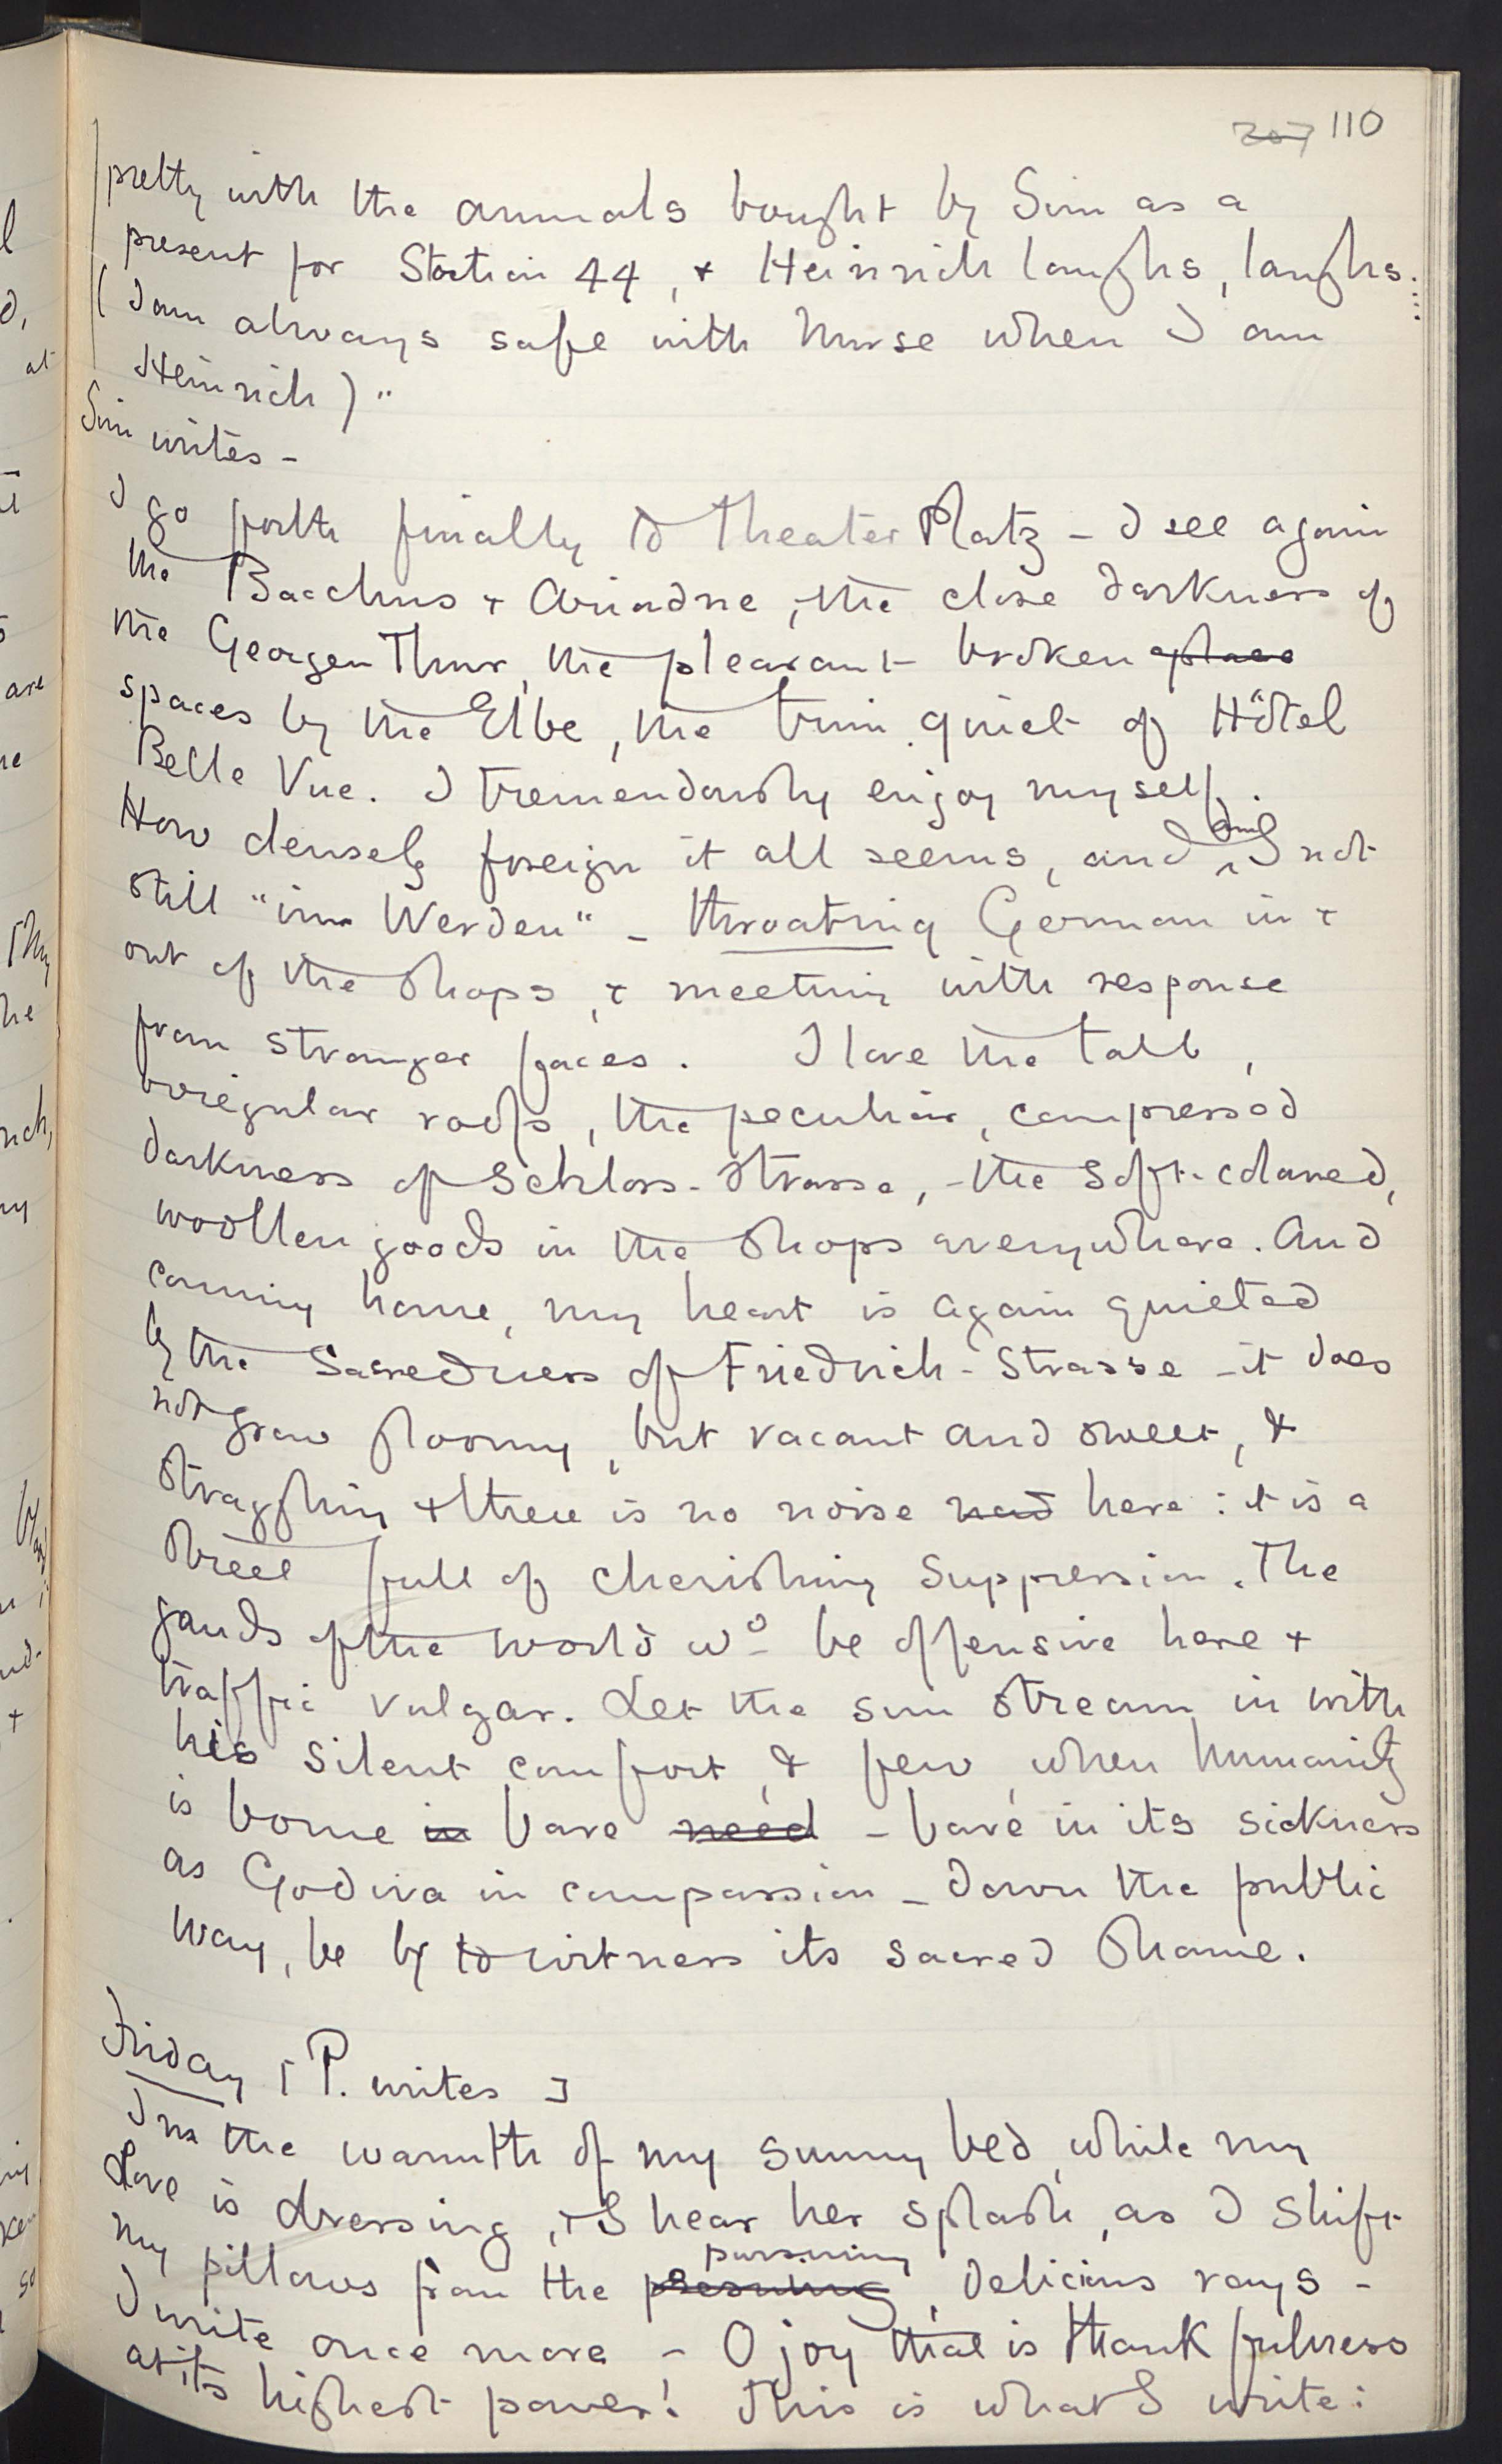 207 110
pretty with the animals bought by Sim as a
present for Station 44, & Heinrich laughs, laughs...
(I am always safe with Nurse when I am
Heinrich)"
Sim writes -
I go forth finally to Theater Platz - I see again
the Bacchus & Ariadne, the close darkness of
the Georgen Thur, the pleasant broken
spaces by the Elbe, the trim quiet of Hôtel
Belle Vue. I tremendously enjoy myself.
How densely foreign it all seems, and am I not
still "im Werden" - throating German in &
out of the shops, & meeting with response
from stranger faces. I love the tall,
irregular roofs, the peculiar, compressed
darkness of Schloss-Strasse, - the soft-coloured,
woollen goods in the shops everywhere. And
coming home, my heart is again quieted
by the Sacredness of Friedrich-Strasse - it does
not grow gloomy, but vacant and sweet, &
straggling & there is no noise here: it is a
street full of cherishing suppression. The
gauds of the world wd be offensive here &
traffic vulgar. Let the sun stream in with
his silent comfort, & few, when humanity
is borne in bare need - bare in its sickness
as Godiva in compassion - down the public
way, be by to witness its sacred shame.
Friday [P. writes]
In the warmth of my sunny bed, while my
Love is dressing, & I hear her splash, as I shift
my pillows from the pursuing, delicious rays -
I write once more - O joy that is thankfulness
at its highest power! This is what I write: